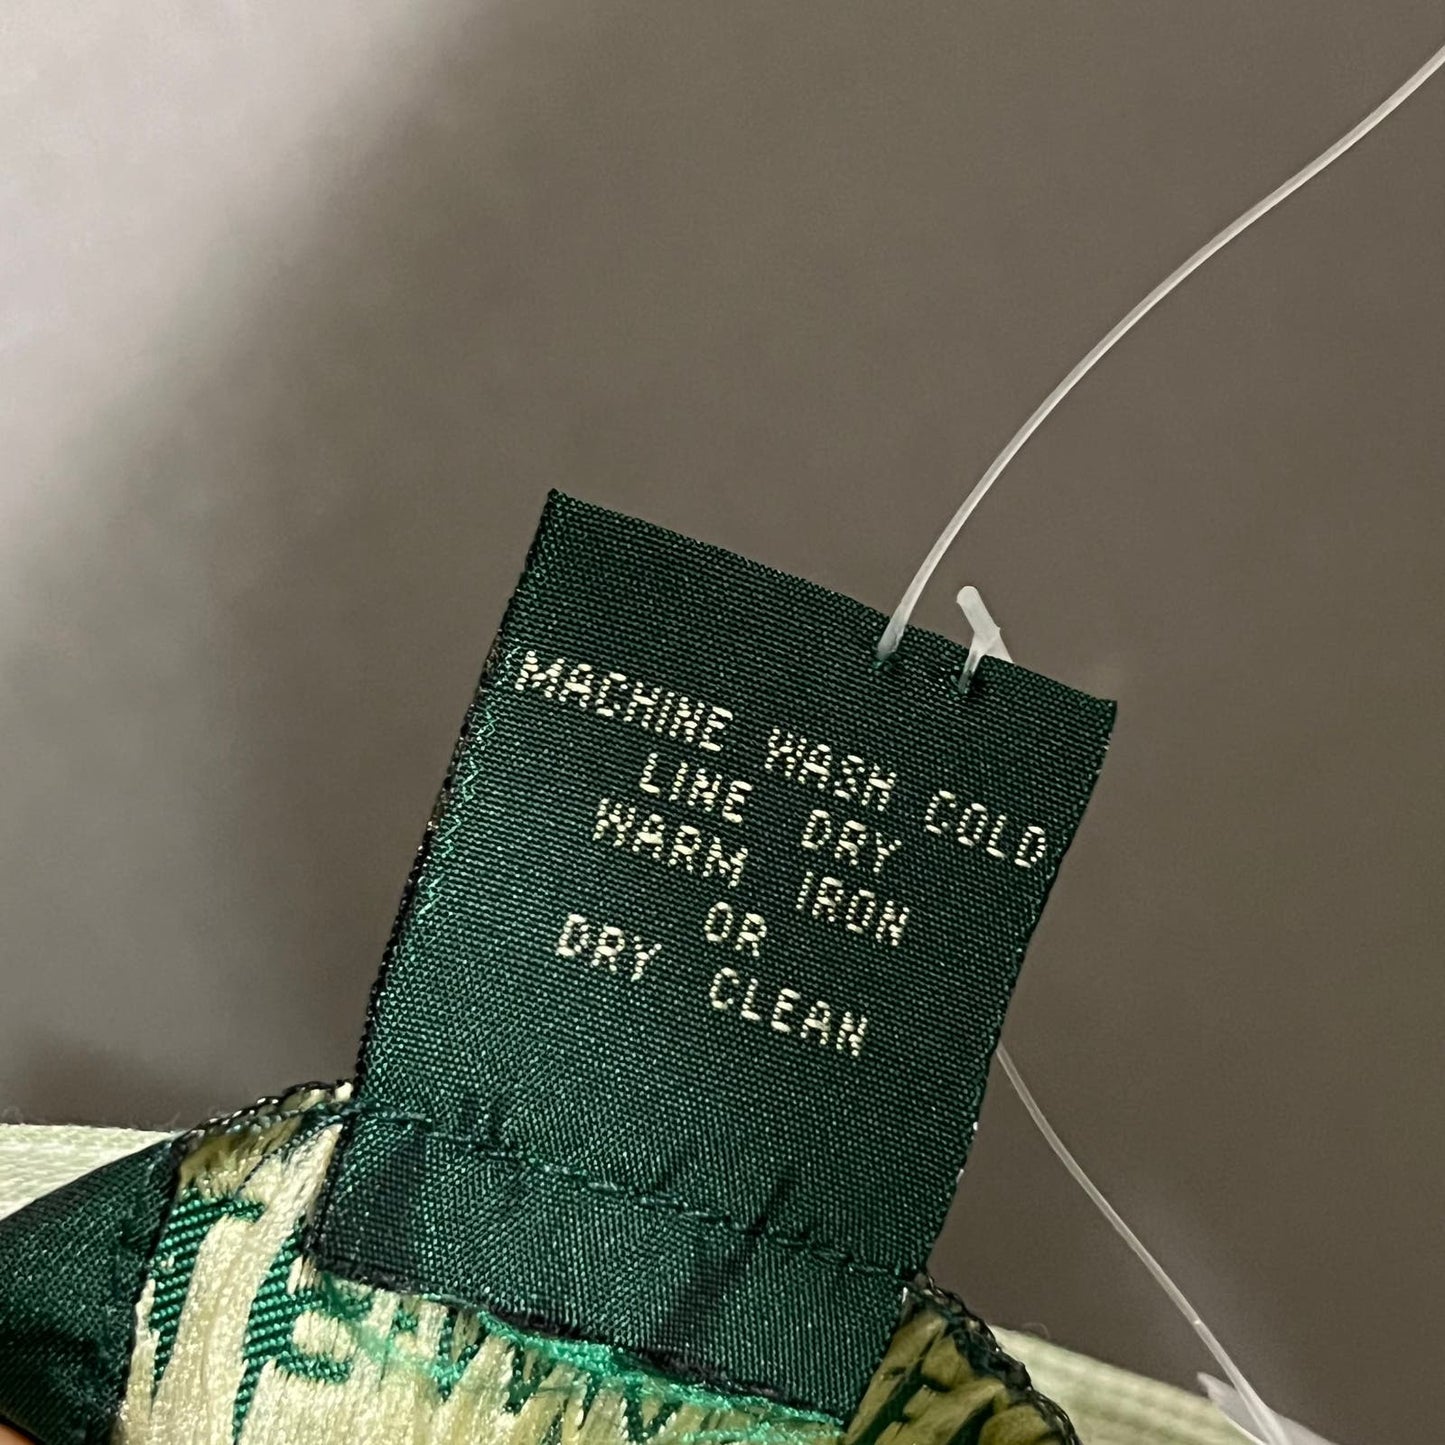 MACHINE WASH COLD
LINE DRY
WARM IRON
OR
DRY CLEAN